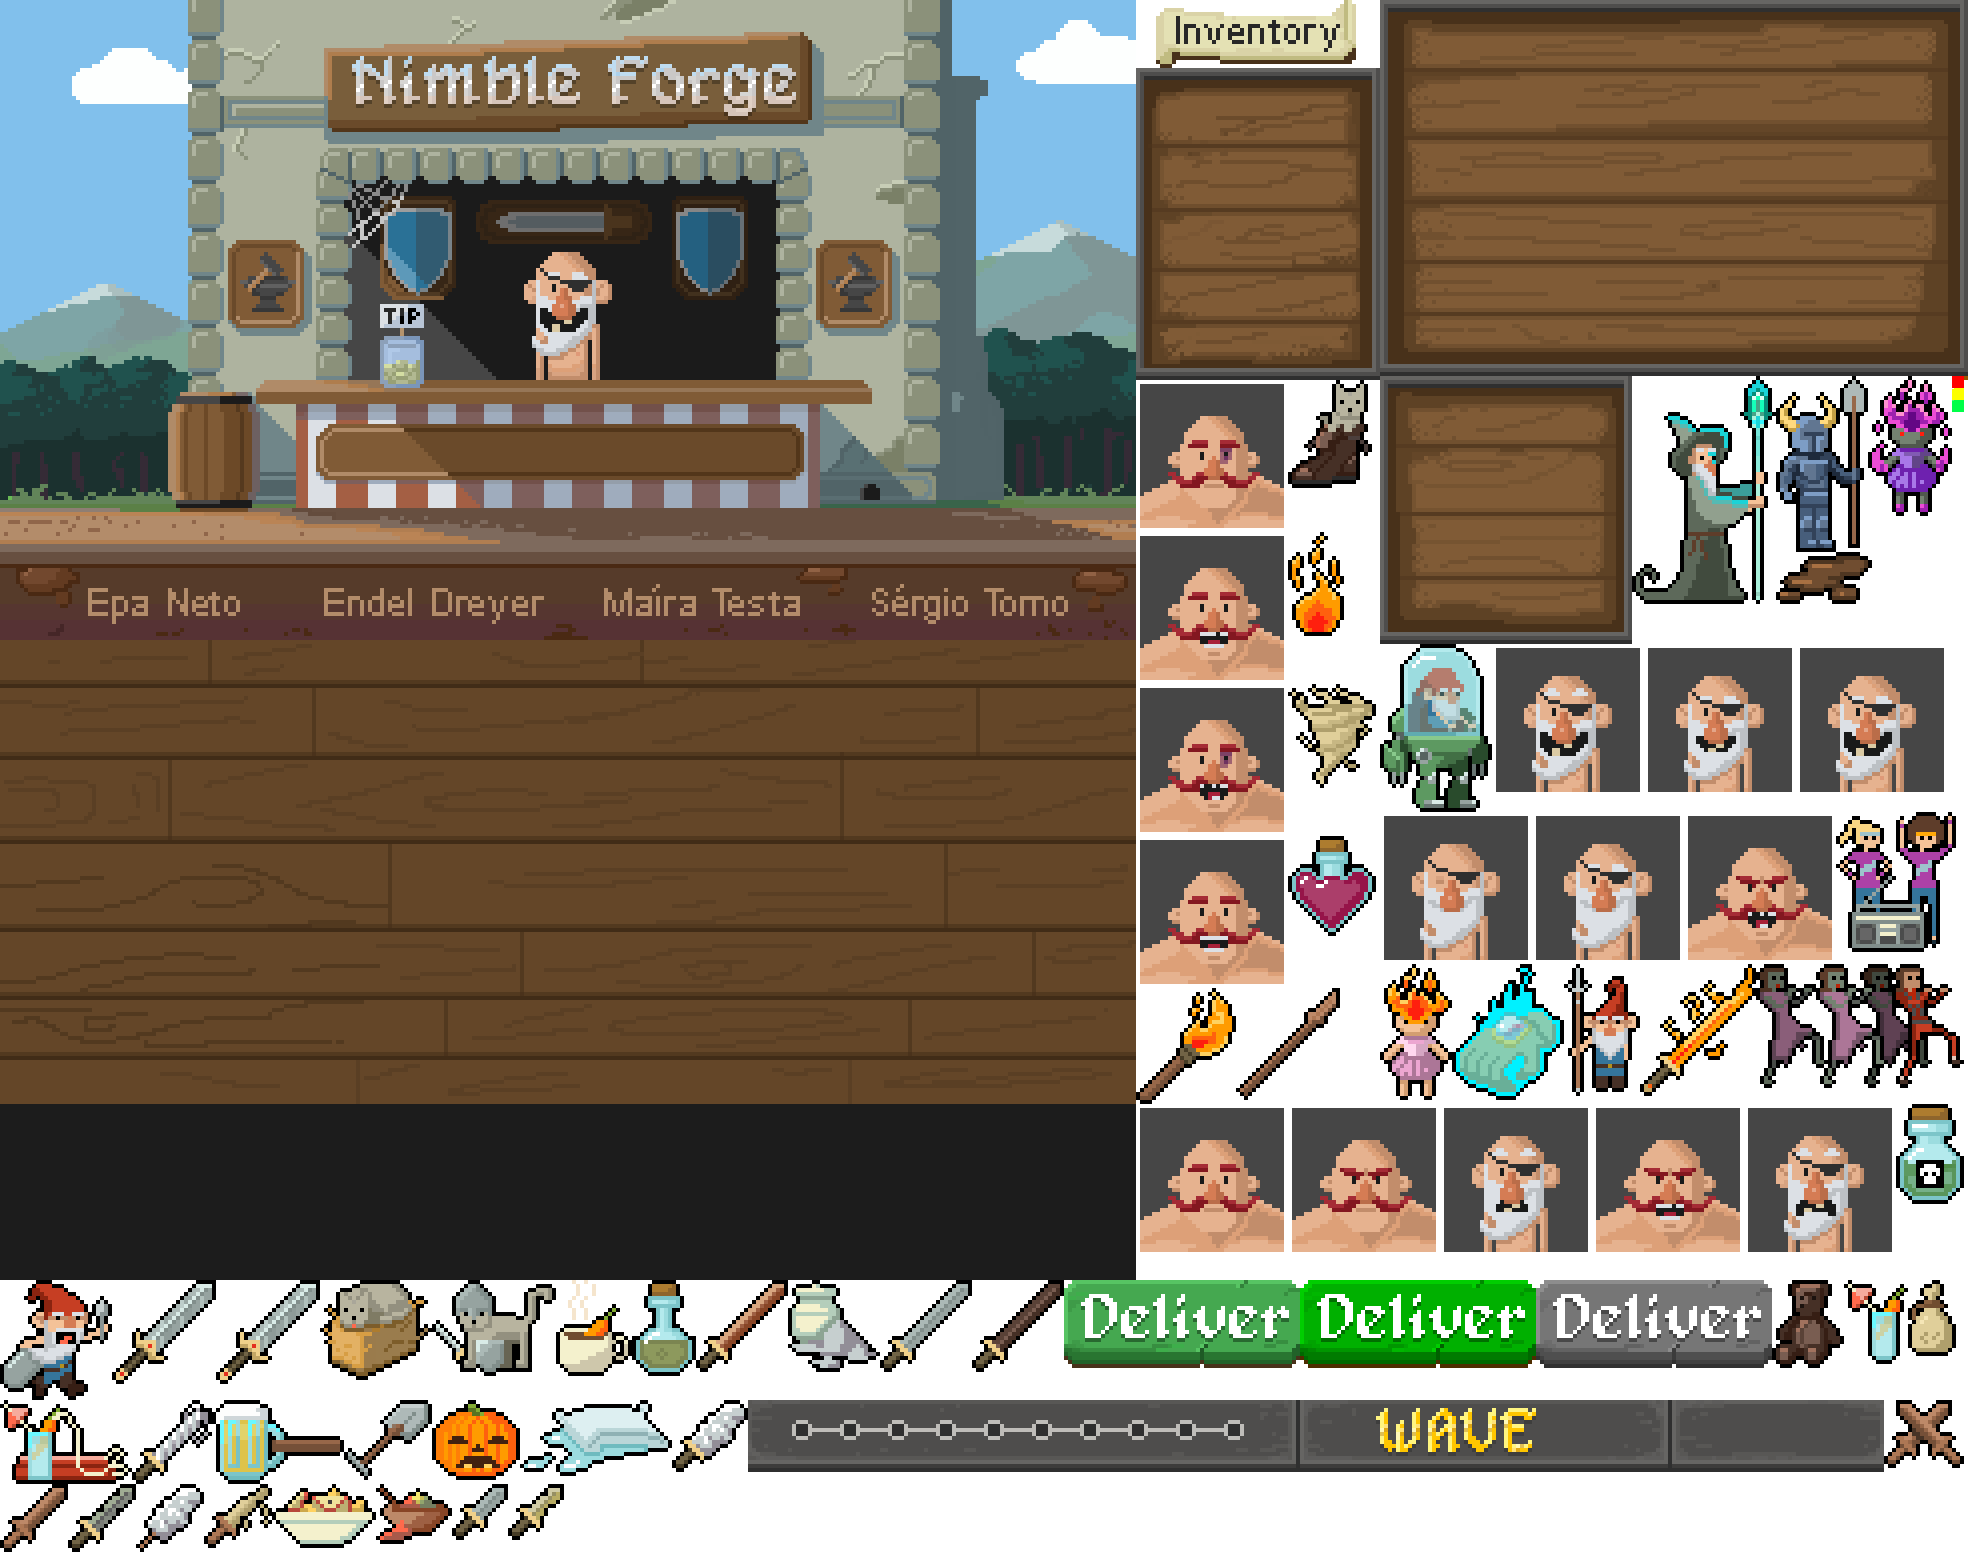 Inventory
Nimble Forge
TiP
Epa Neto
Endel Dreyer
Maíra Testa
Sérgio Tomo
Deliver
Deliver
Deliver
WAVE